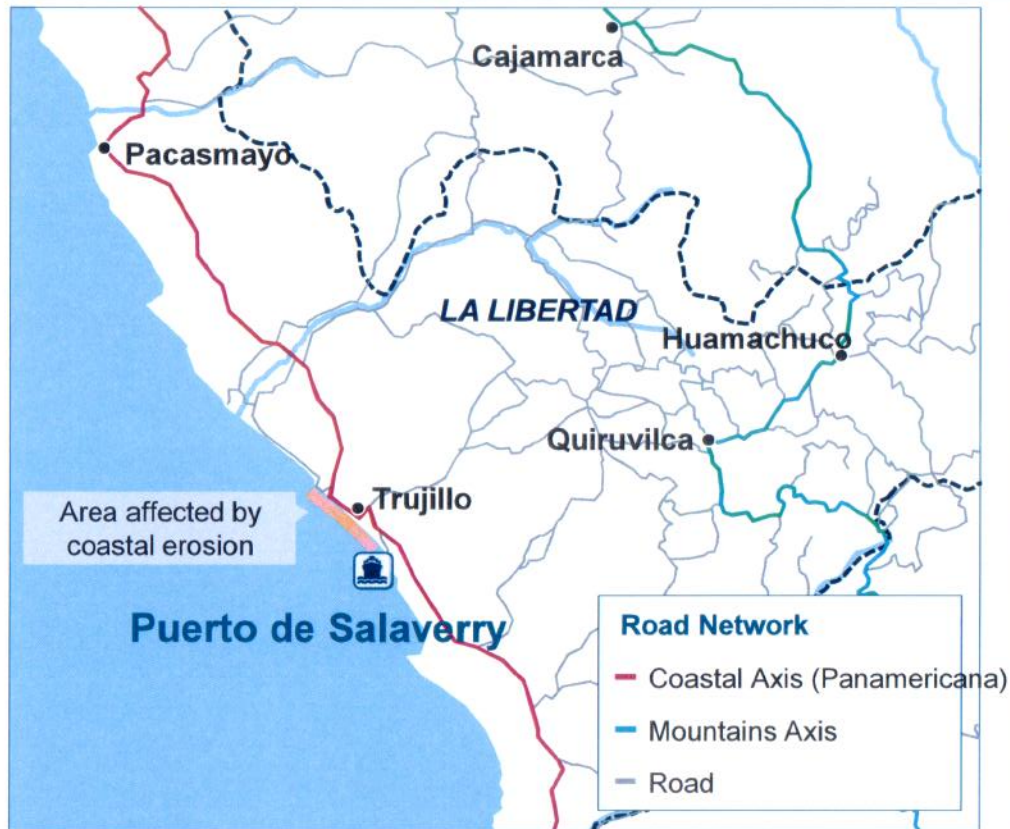 Cajamarca
Pacasmayo
LA LIBERTAD
Huamachuco
Quiruvilca
Trujillo
Area affected by
coastal erosion
Puerto de Salaverry
Road Network
Coastal Axis (Panamericana)
Mountains Axis
Road